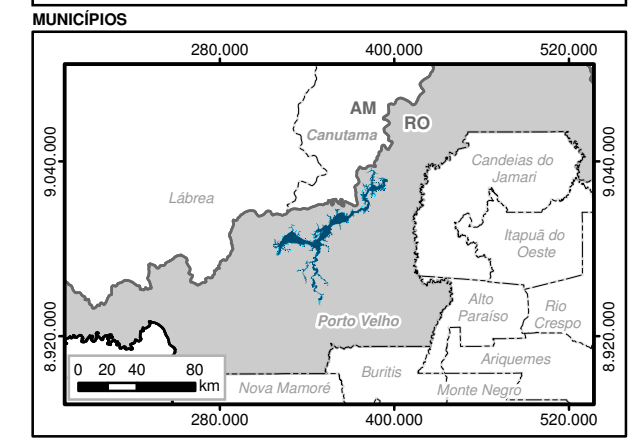 MUNICÍPIOS
280.000 400.000 520.000
AM
RO
Canutama
9.040.000
9.040.000
Candeias do
Jamari
Lábrea
Itapuã do
Oeste
Alto
Paraíso
Rio
Crespo
Porto Velho
8.920.000
8.920.000
Ariquemes
0 20 40 80
km
Buritis
Nova Mamoré
Monte Negro
280.000 400.000 520.000